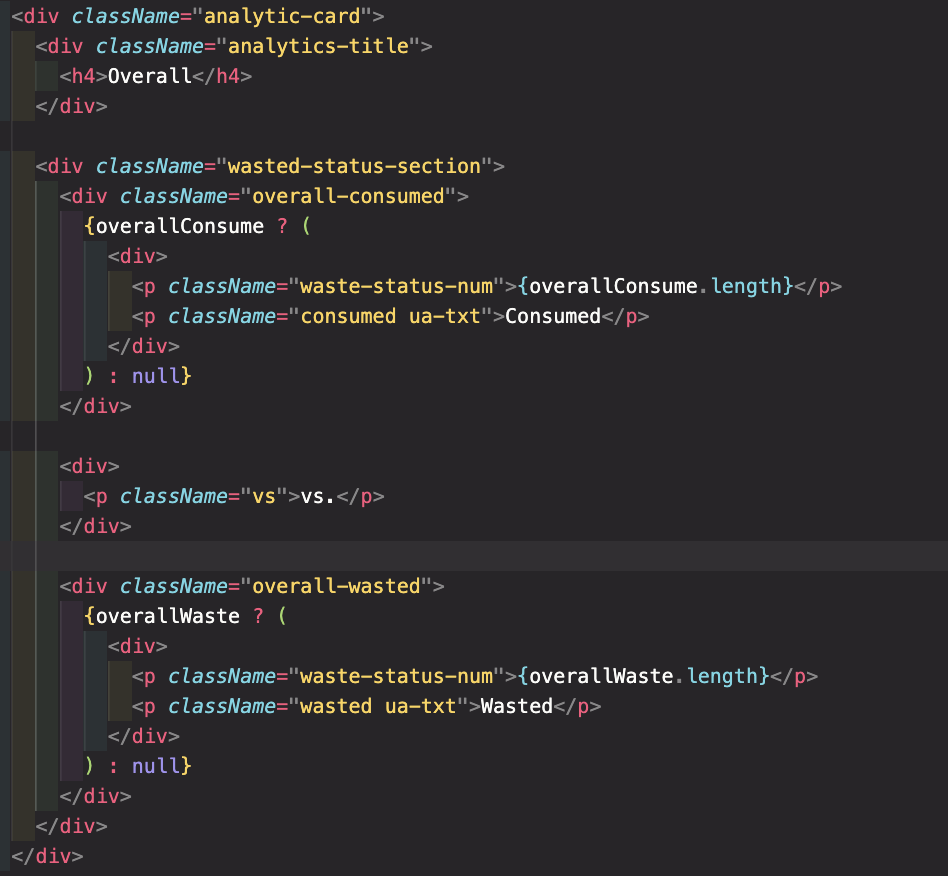 <div className="analytic-card">
<div className="analytics-title">
<h4>Overall</h4>
</div>
<div className="wasted-status-section">
<div className="overall-consumed">
{overallConsume ? (
<div>
<p className="waste-status-num">{overallConsume.length}</p>
<p className="consumed ua-txt">Consumed</p>
</div>
) : null}
</div>
<div>
<p className="vs">vs.</p>
</div>
<div className="overall-wasted">
{overallWaste ? (
<div>
<p className="waste-status-num">{overallWaste.length}</p>
<p className="wasted ua-txt">Wasted</p>
</div>
) : null}
</div>
</div>
</div>